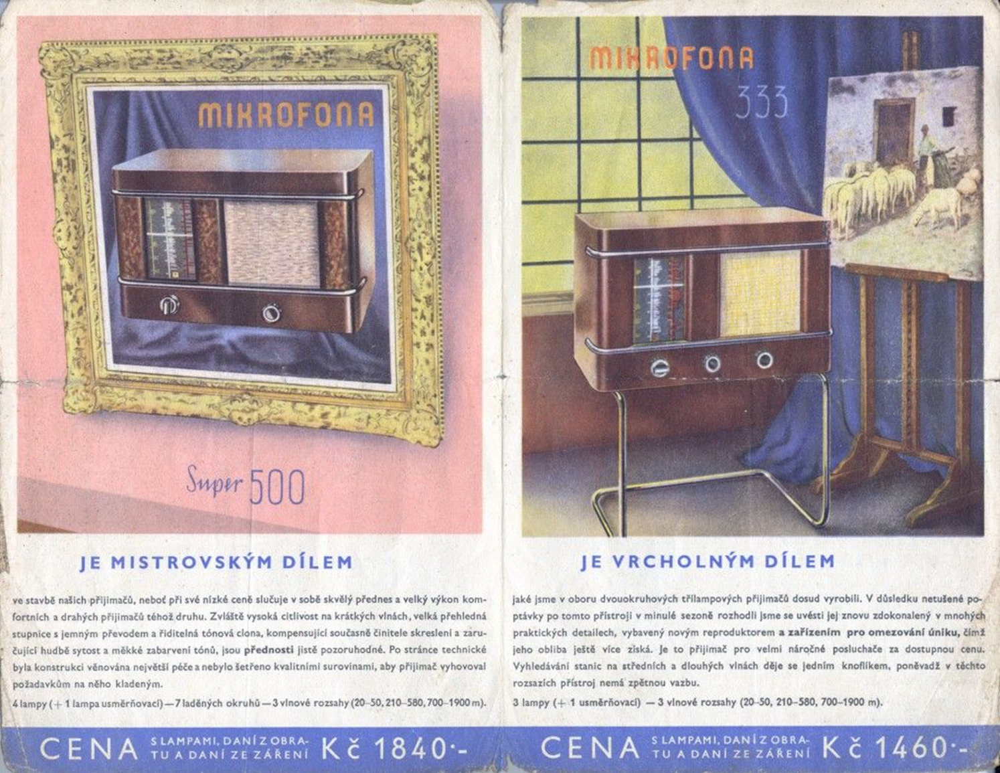 MIKROFONA
Super 500
JE MISTROVSKÝM DÍLEM
ve stavbě našich přijimačů, neboť při své nízké ceně slučuje v sobě skvělý přednes a velký výkon kom-
fortních a drahých přijimačů téhož druhu. Zvláště vysoká citlivost na krátkých vlnách, velká přehledná
stupnice s jemným převodem a řiditelná tónová clona, kompensující současně činitele skreslení a zaru-
čující hudbě sytost a měkké zabarvení tónů, jsou přednosti jistě pozoruhodné. Po stránce technické
byla konstrukci věnována největší péče a nebylo šetřeno kvalitními surovinami, aby přijimač vyhovoval
požadavkům na něho kladeným.
4 lampy (+ 1 lampa usměrňovací) — 7 laděných okruhů — 3 vlnové rozsahy (20–50, 210–580, 700–1900 m).
CENA S LAMPAMI, DANÍ Z OBRA-
TU A DANÍ ZE ZÁŘENÍ Kč 1840·-
MIKROFONA
333
JE VRCHOLNÝM DÍLEM
jaké jsme v oboru dvouokruhových třílampových přijimačů dosud vyrobili. V důsledku netušené po-
ptávky po tomto přístroji v minulé sezoně rozhodli jsme se uvésti jej znovu zdokonalený v mnohých
praktických detailech, vybavený novým reproduktorem a zařízením pro omezování úniku, čímž
jeho obliba ještě více získá. Je to přijimač pro velmi náročné posluchače za dostupnou cenu.
Vyhledávání stanic na středních a dlouhých vlnách děje se jedním knoflíkem, poněvadž v těchto
rozsazích přístroj nemá zpětnou vazbu.
3 lampy (+ 1 usměrňovací) — 3 vlnové rozsahy (20–50, 210–580, 700–1900 m).
CENA S LAMPAMI, DANÍ Z OBRA-
TU A DANÍ ZE ZÁŘENÍ Kč 1460·-